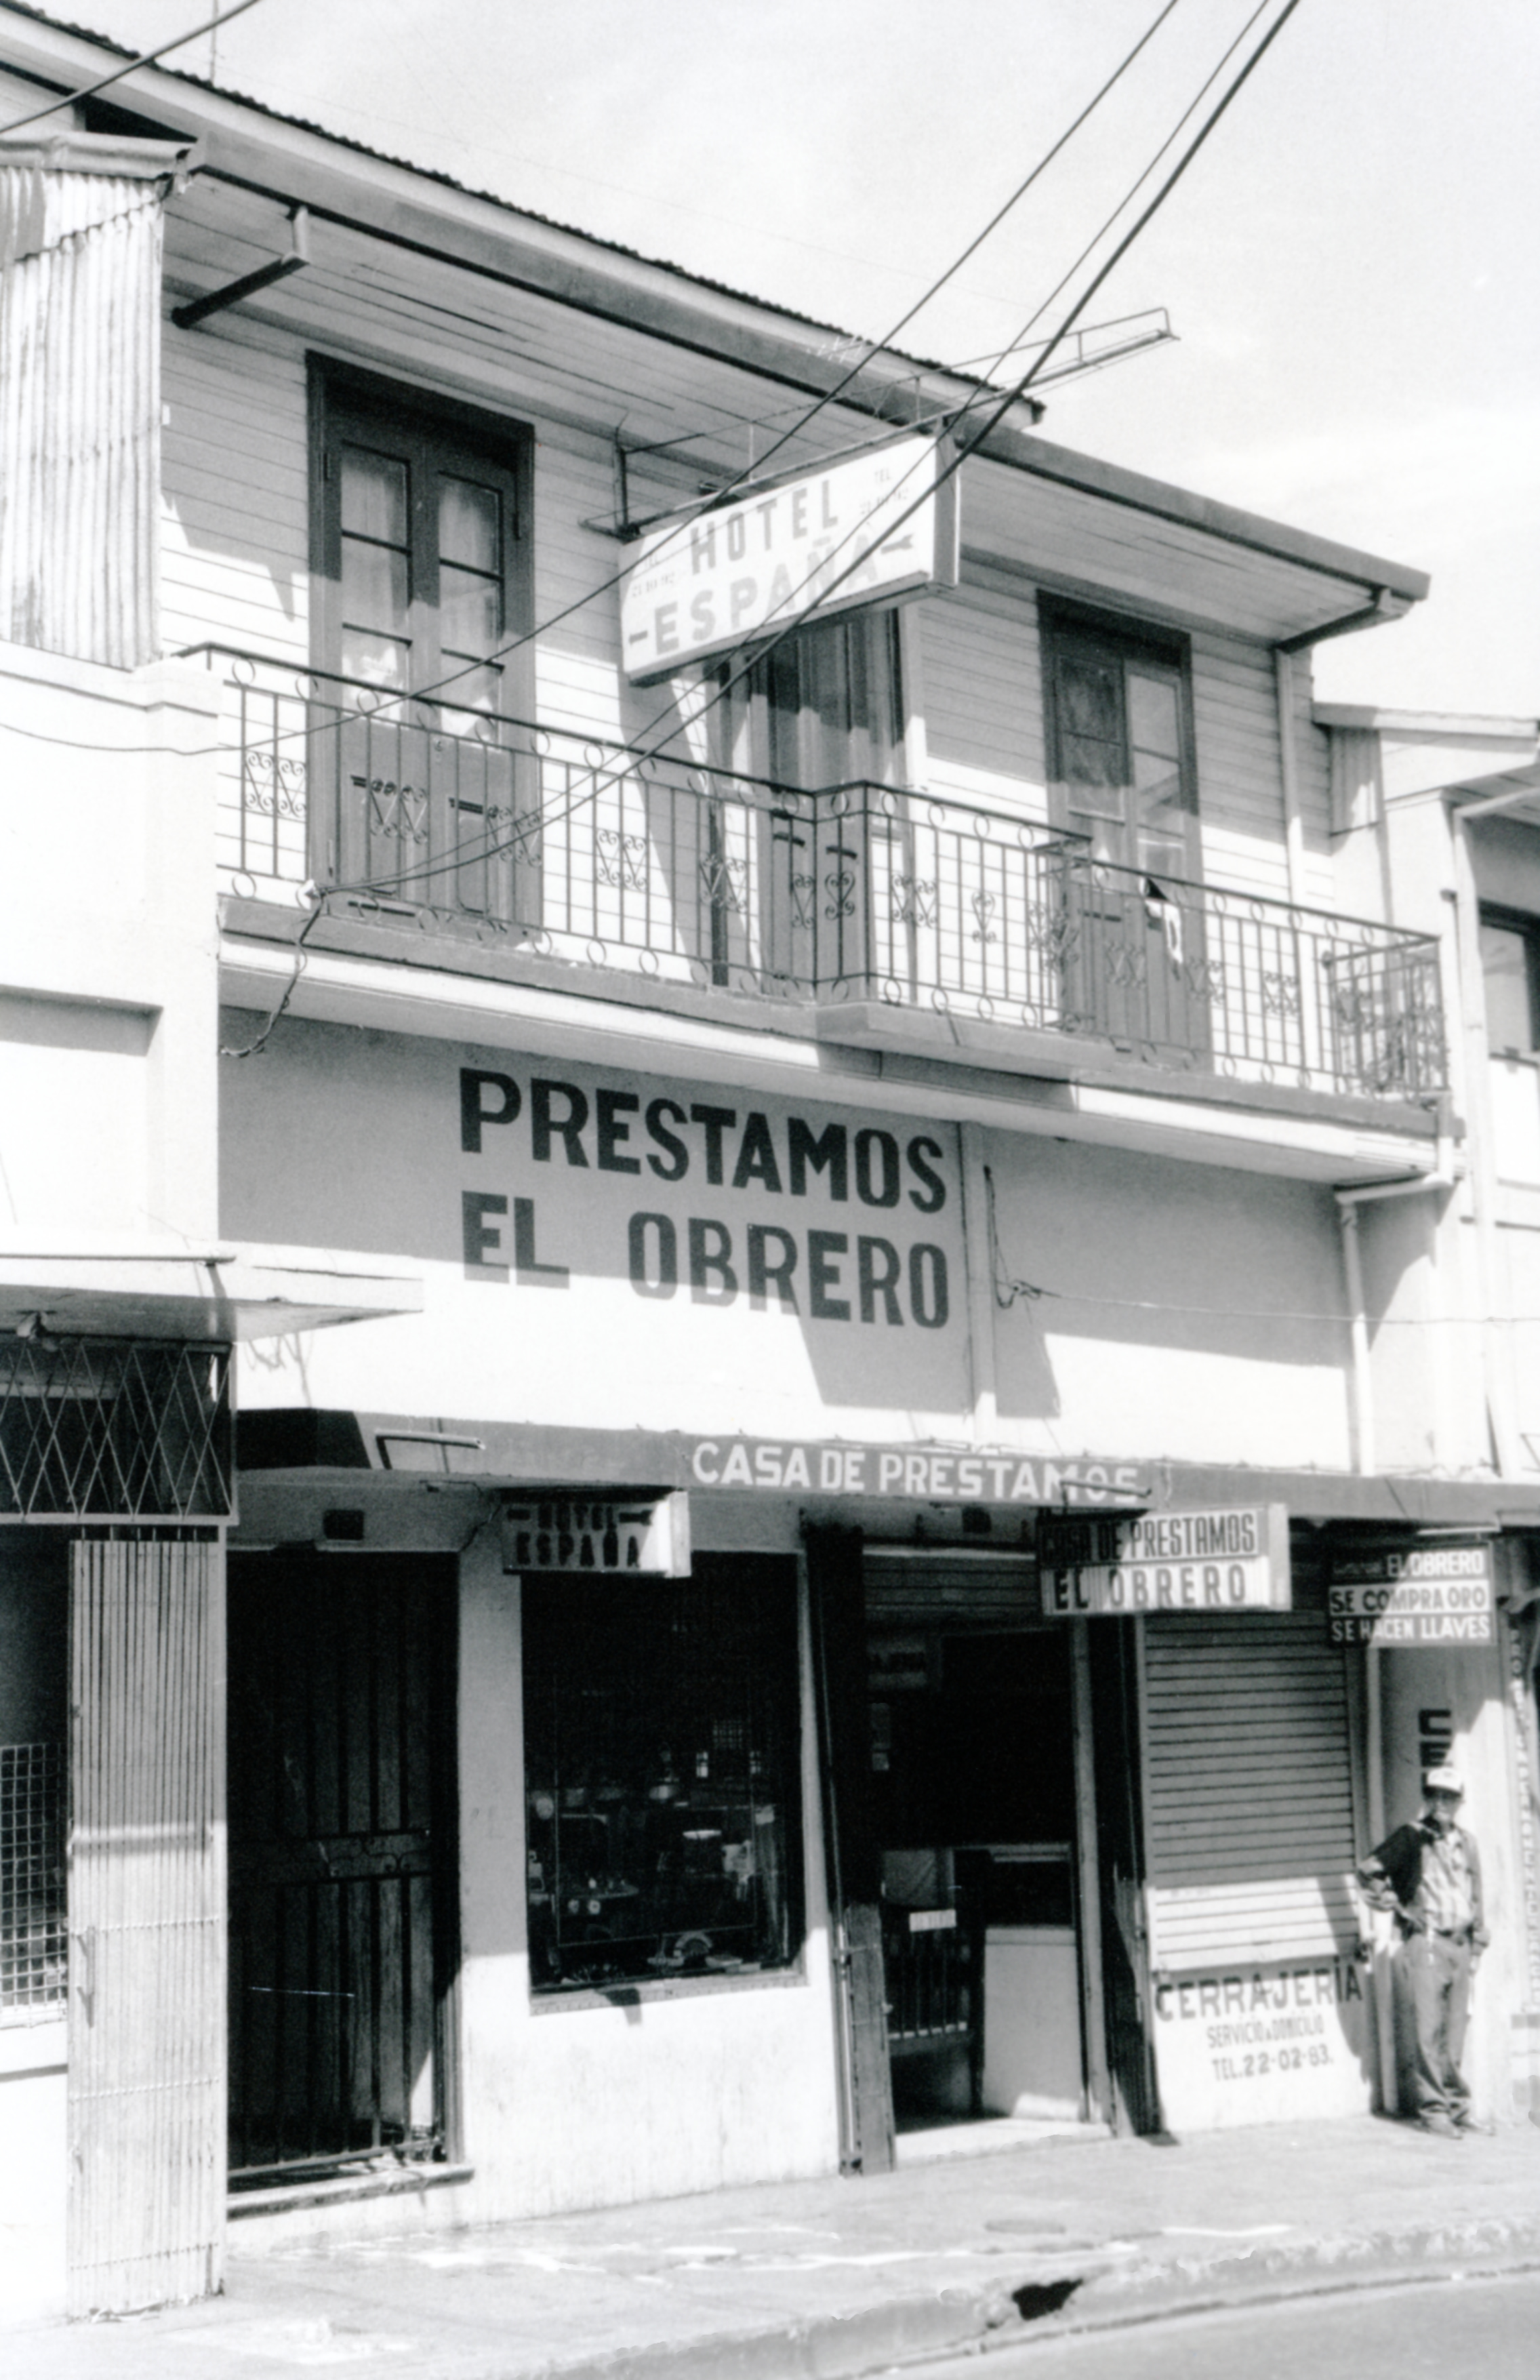 HOTEL
ESPAÑA
TEL.
PRESTAMOS
EL OBRERO
CASA DE PRESTAMOS
HOTEL
ESPAÑA
CASA DE PRESTAMOS
EL OBRERO
EL OBRERO
SE COMPRA ORO
SE HACEN LLAVES
CERRAJERIA
SERVICIO A DOMICILIO
TEL. 22-02-83.